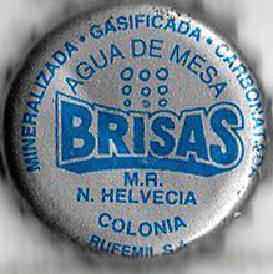 MINERALIZADA • GASIFICADA • CARBONATADA
AGUA DE MESA
BRISAS
M.R.
N. HELVECIA
COLONIA
RUFEMIL S.A.